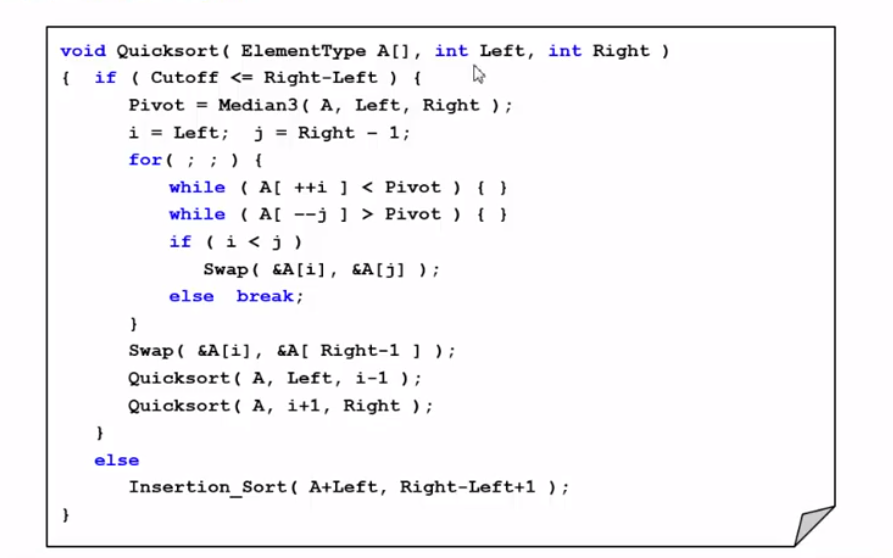 void Quicksort( ElementType A[], int Left, int Right )
{ if ( Cutoff <= Right-Left ) {
Pivot = Median3( A, Left, Right );
i = Left; j = Right – 1;
for( ; ; ) {
while ( A[ ++i ] < Pivot ) { }
while ( A[ --j ] > Pivot ) { }
if ( i < j )
Swap( &A[i], &A[j] );
else break;
}
Swap( &A[i], &A[ Right-1 ] );
Quicksort( A, Left, i-1 );
Quicksort( A, i+1, Right );
}
else
Insertion_Sort( A+Left, Right-Left+1 );
}